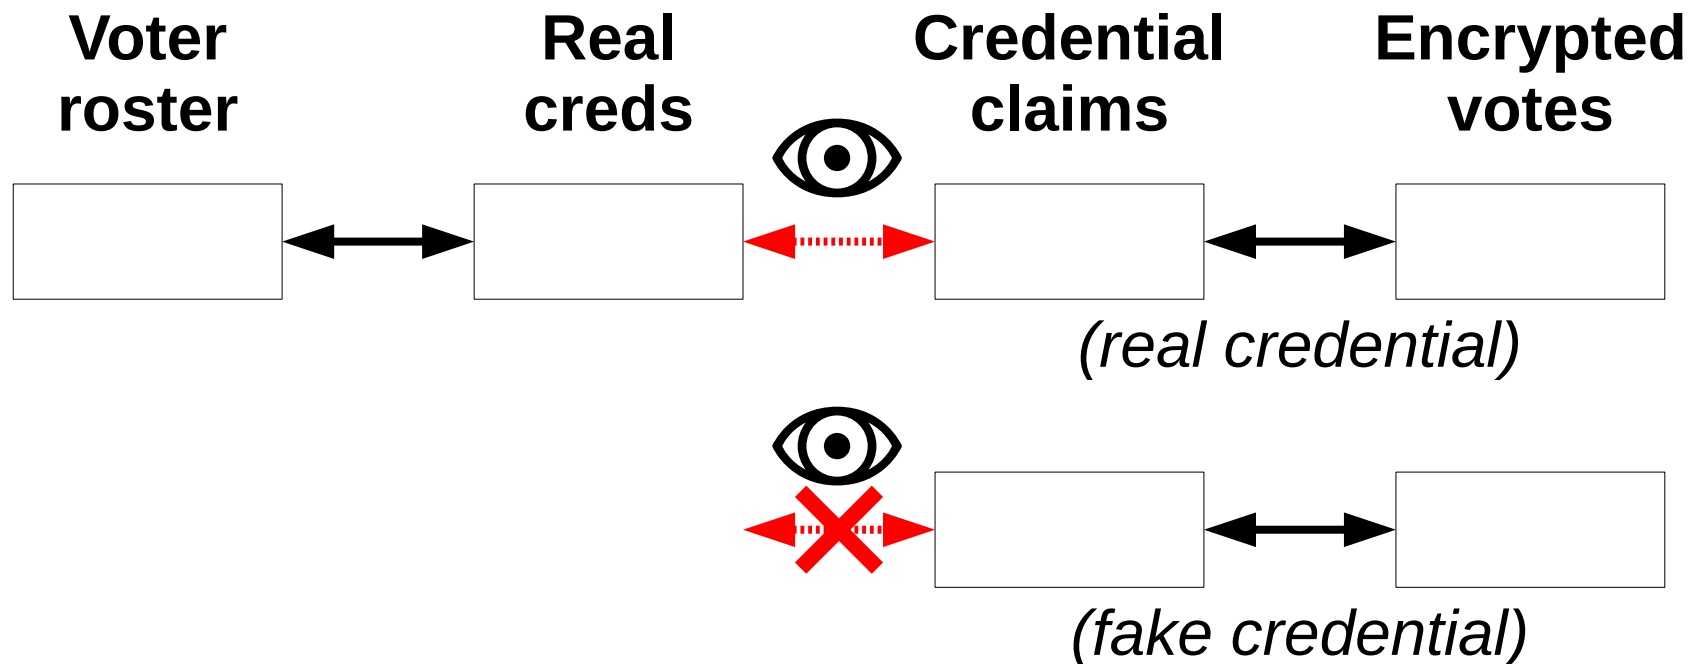 Voter
roster
Real
creds
Credential
claims
Encrypted
votes
(real credential)
(fake credential)